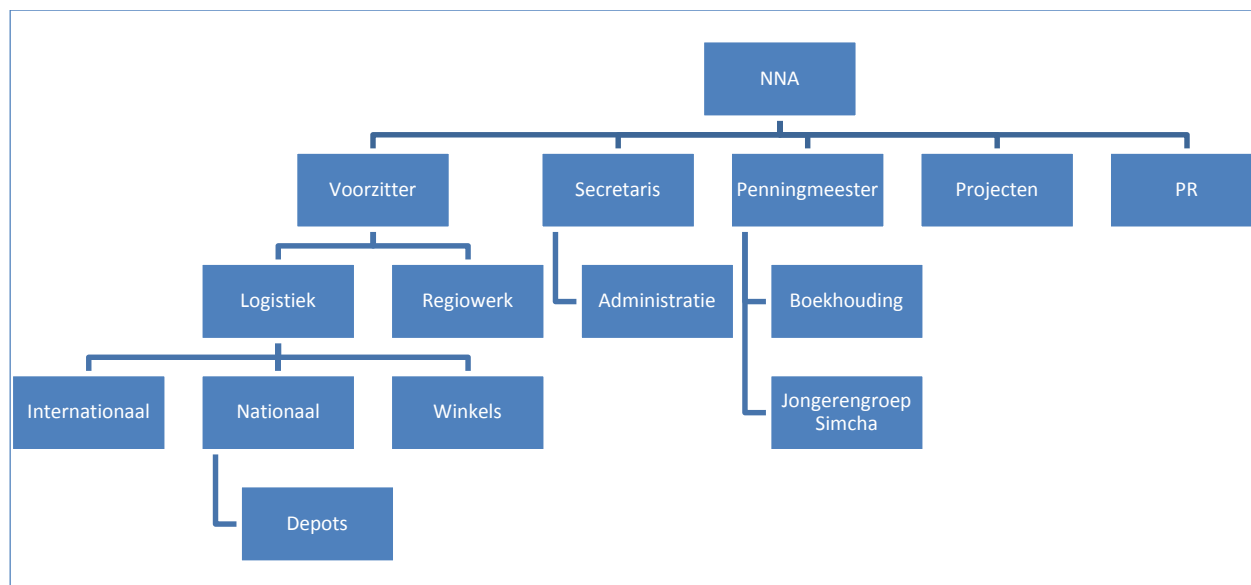 NNA
Voorzitter
Secretaris
Penningmeester
Projecten
PR
Logistiek
Regiowerk
Administratie
Boekhouding
Internationaal
Nationaal
Winkels
Jongerengroep
Simcha
Depots